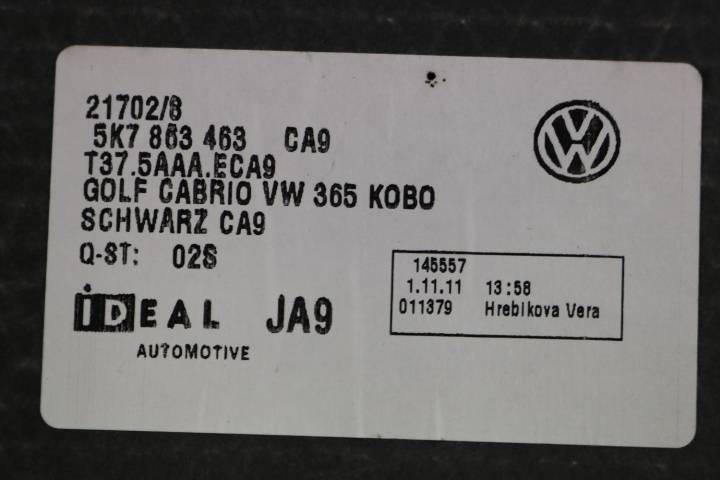 21702/8
5K7 863 463 CA9
T37.5AAA.ECA9
GOLF CABRIO VW 365 KOBO
SCHWARZ CA9
Q-ST: 02S
145557
1.11.11 13:58
011379 Hreblkova Vera
iDEAL JA9
AUTOMOTIVE